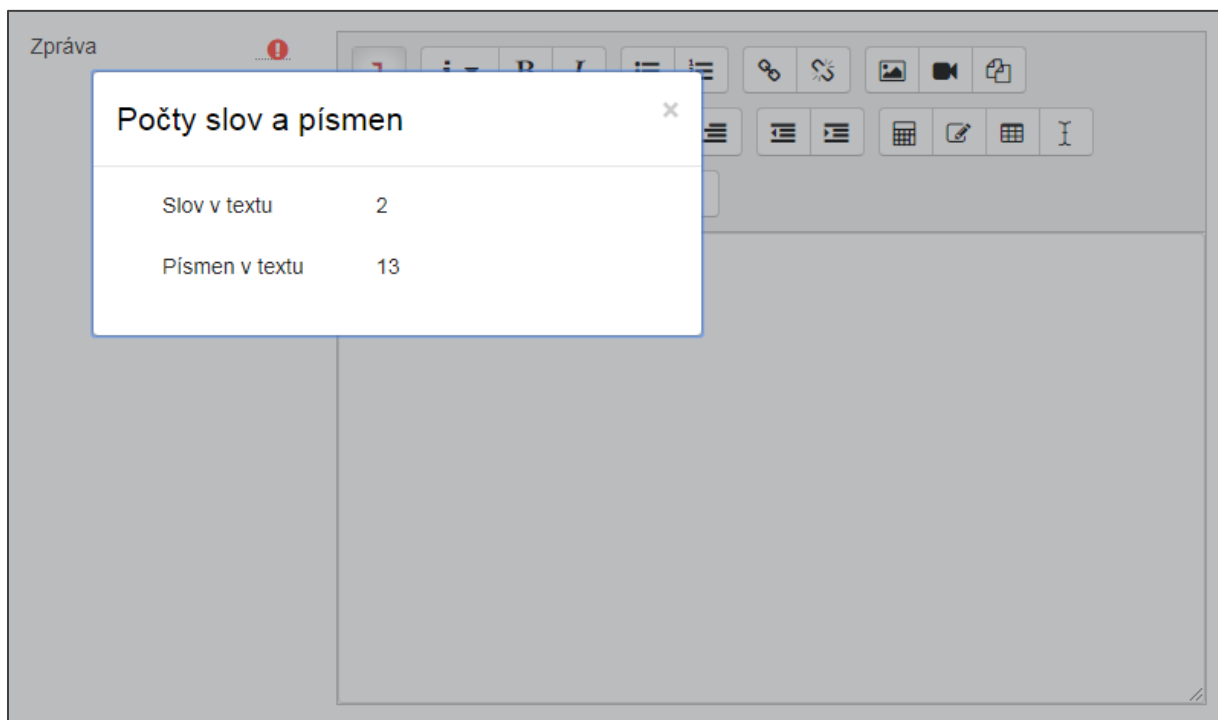 Zpráva
Počty slov a písmen ×
Slov v textu 2
Písmen v textu 13